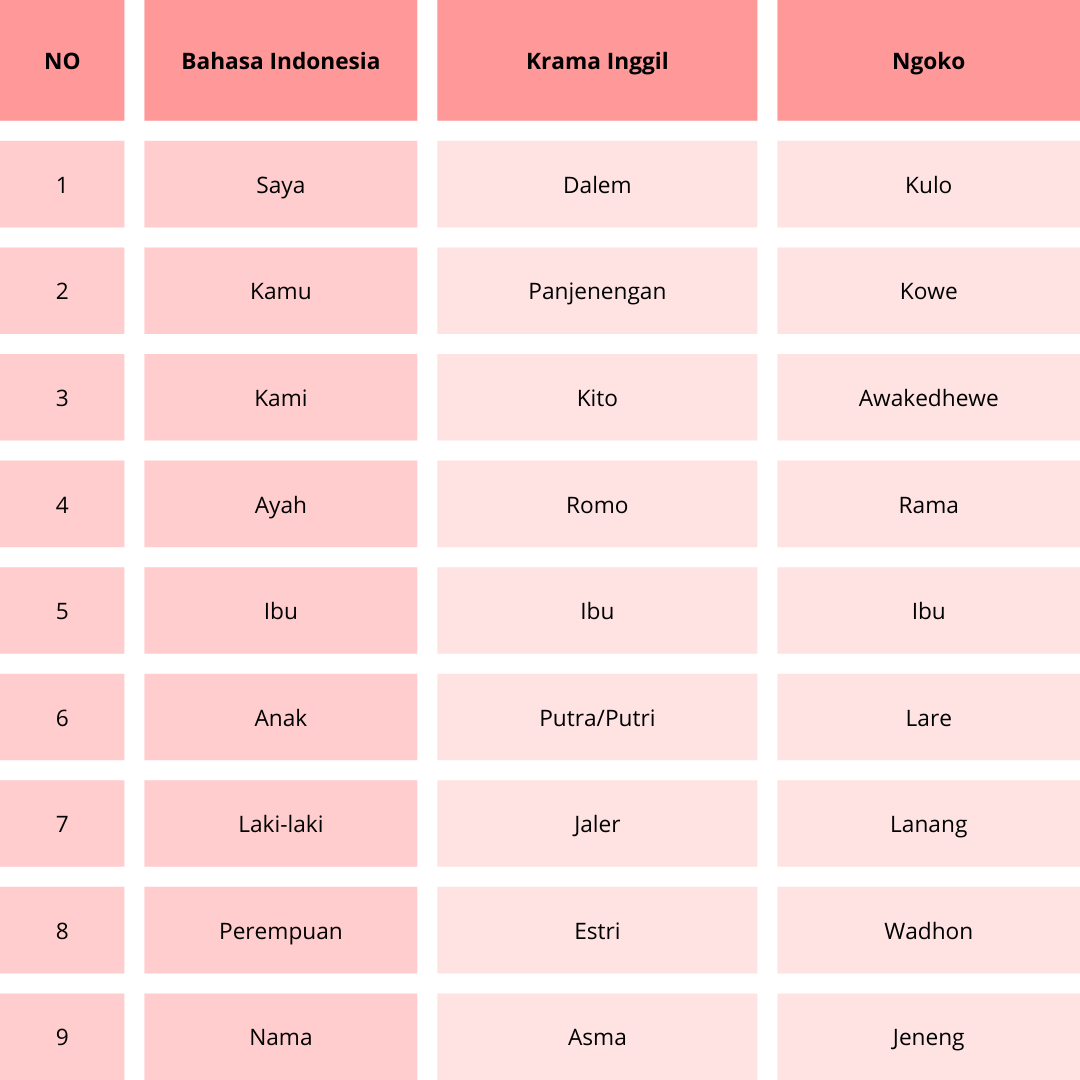 NO Bahasa Indonesia Krama Inggil Ngoko
1 Saya Dalem Kulo
2 Kamu Panjenengan Kowe
3 Kami Kito Awakedhewe
4 Ayah Romo Rama
5 Ibu Ibu Ibu
6 Anak Putra/Putri Lare
7 Laki-laki Jaler Lanang
8 Perempuan Estri Wadhon
9 Nama Asma Jeneng